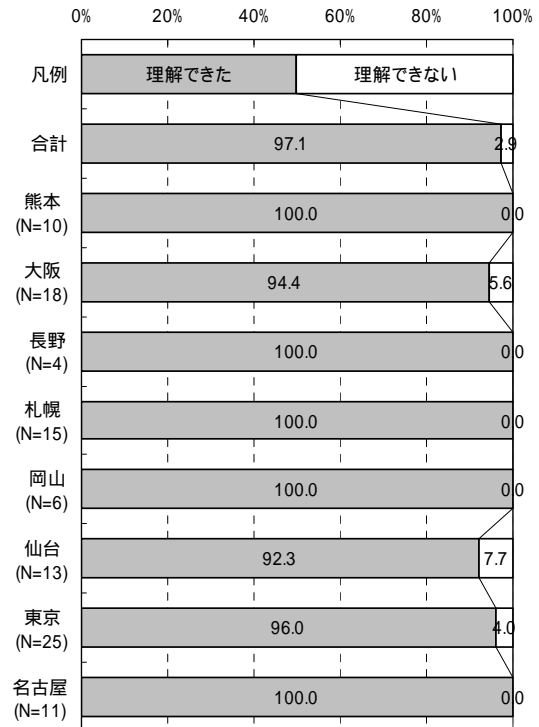 0% 20% 40% 60% 80% 100%
凡例 理解できた 理解できない
合計 97.1 2.9
熊本 100.0 0.0
(N=10)
大阪 94.4 5.6
(N=18)
長野 100.0 0.0
(N=4)
札幌 100.0 0.0
(N=15)
岡山 100.0 0.0
(N=6)
仙台 92.3 7.7
(N=13)
東京 96.0 4.0
(N=25)
名古屋 100.0 0.0
(N=11)